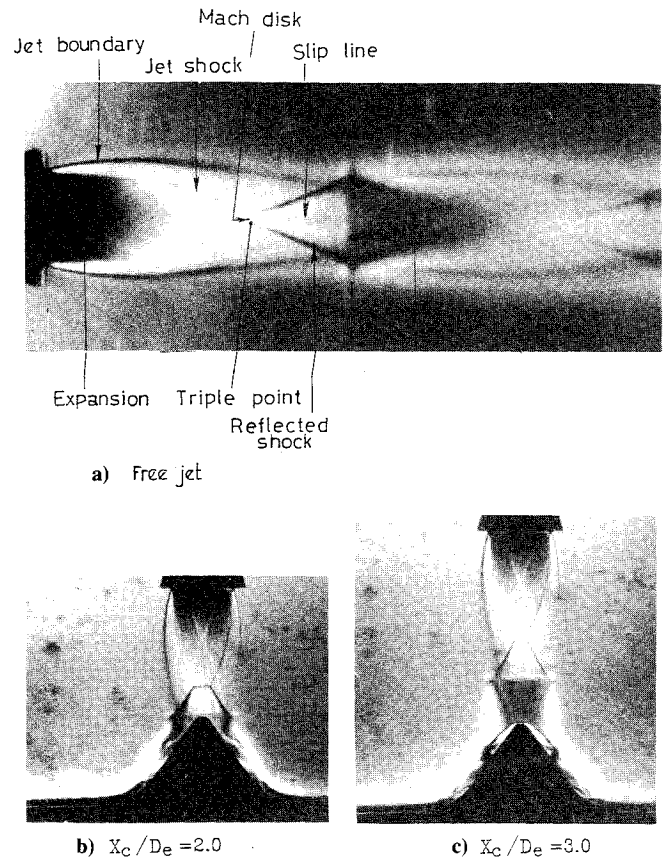 Mach disk
Jet boundary
Jet shock
Slip line
Expansion
Triple point
Reflected
shock
a) Free jet
b) Xc/De=2.0
c) Xc/De=3.0